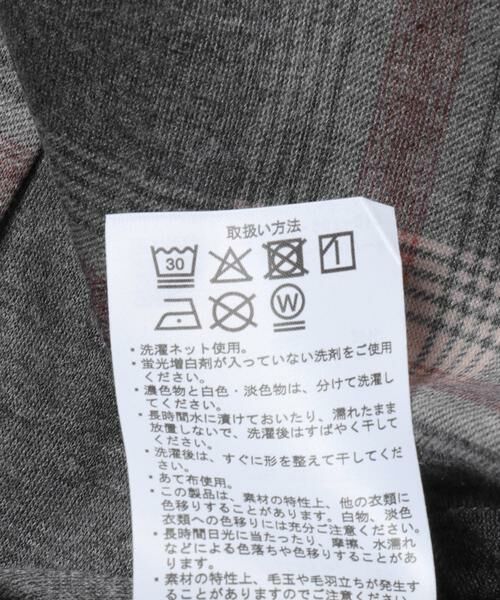 取扱い方法
30
W
・洗濯ネット使用。
・蛍光増白剤が入っていない洗剤をご使用
ください。
・濃色物と白色・淡色物は、分けて洗濯し
てください。
・長時間水に漬けておいたり、濡れたまま
放置しないで、洗濯後はすばやく干して
ください。
・洗濯後は、すぐに形を整えて干してくだ
さい。
・あて布使用。
・この製品は、素材の特性上、他の衣類に
色移りすることがあります。白物、淡色
衣類への色移りには充分ご注意ください。
・長時間日光に当たったり、摩擦、水濡れ
などによる色落ちや色移りすることがあ
ります。
・素材の特性上、毛玉や毛羽立ちが発生す
ることがありますのでご注意ください。